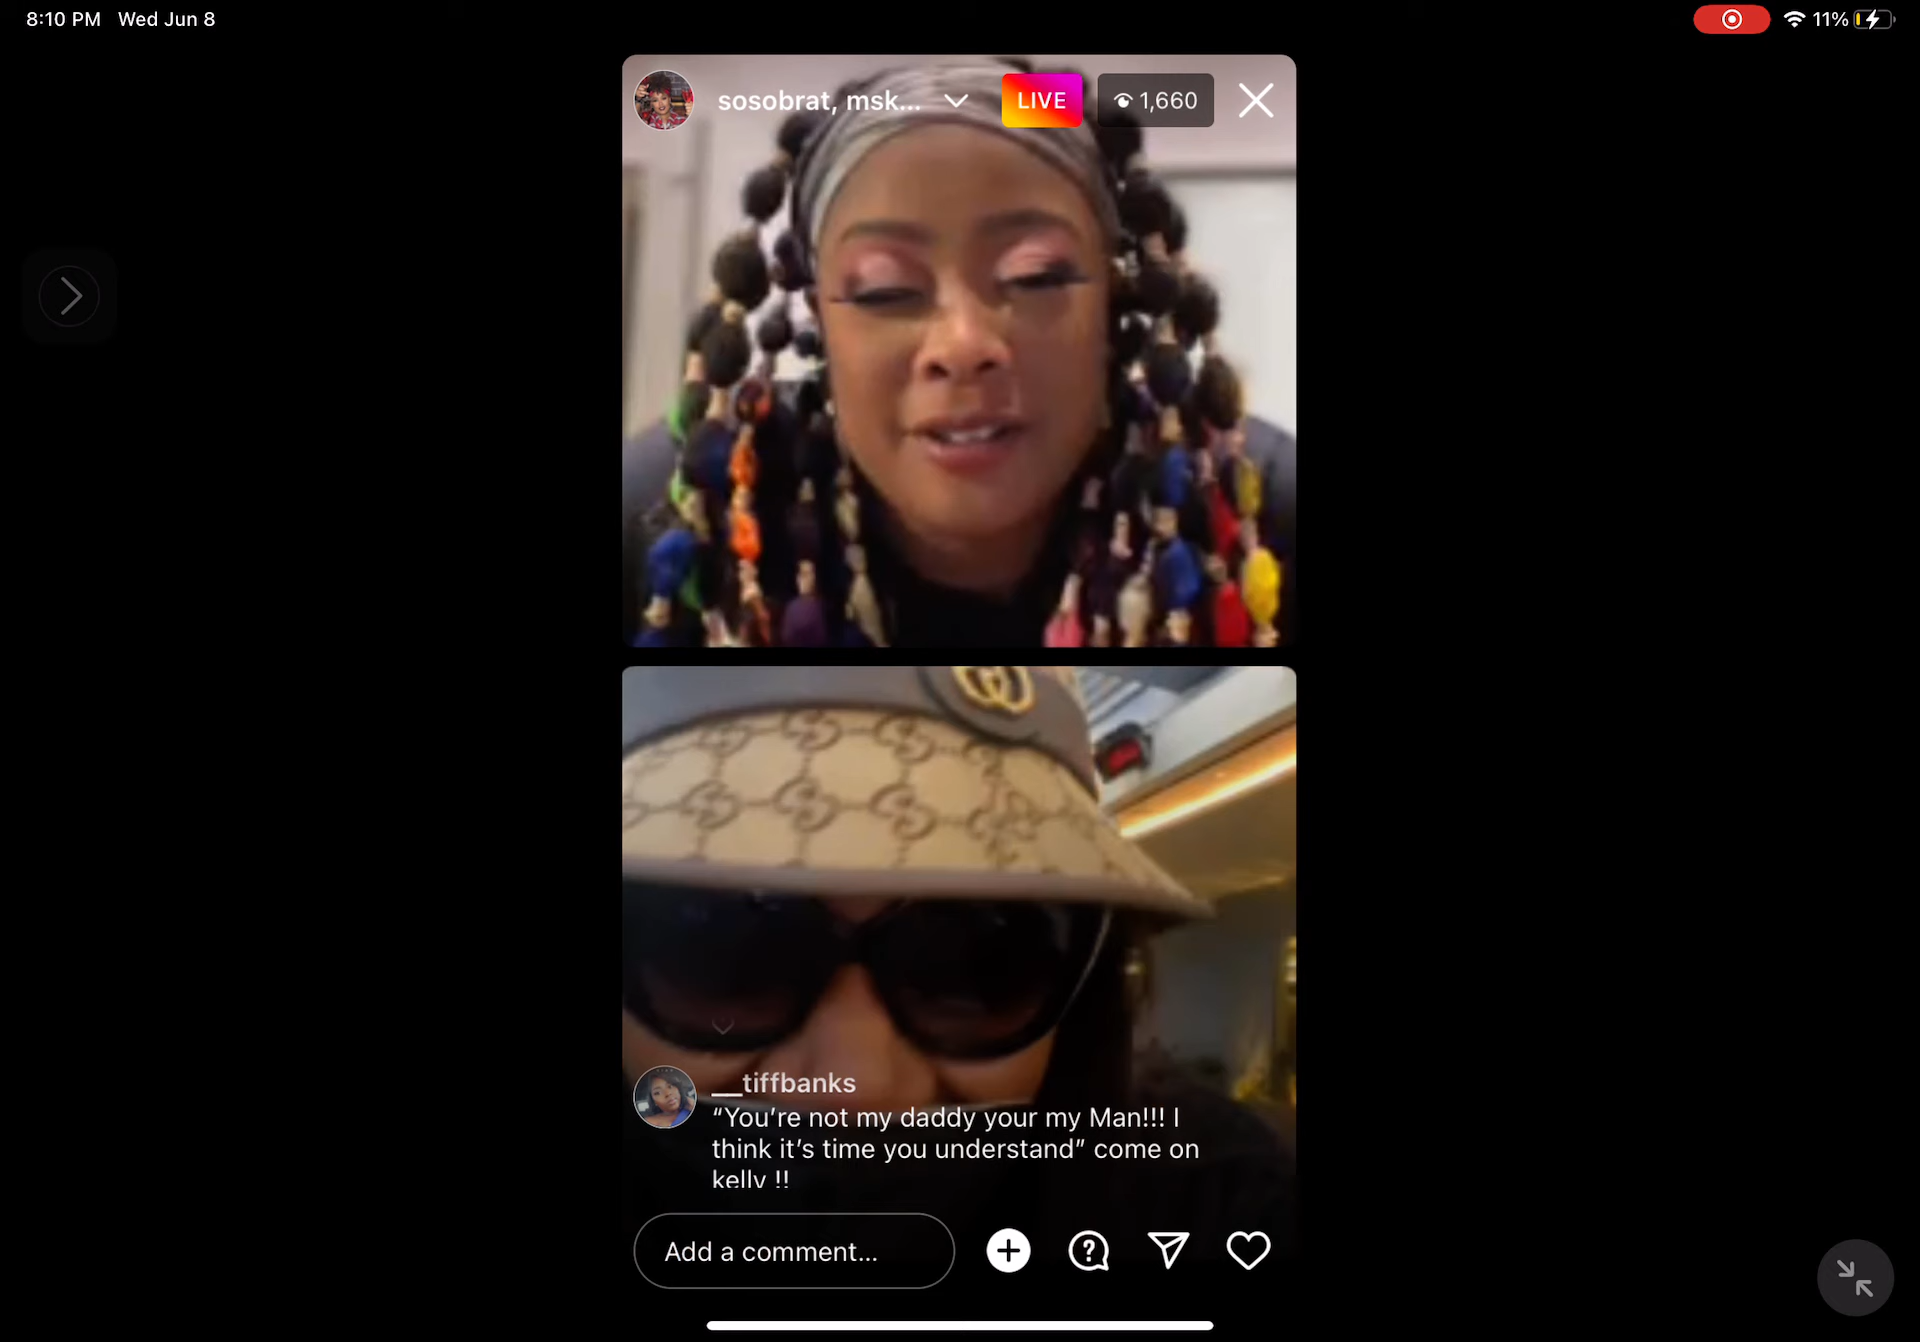 8:10 PM Wed Jun 8
11%
sosobrat, msk...
LIVE
1,660
__tiffbanks
“You’re not my daddy your my Man!!! I
think it’s time you understand” come on
kelly !!
Add a comment...